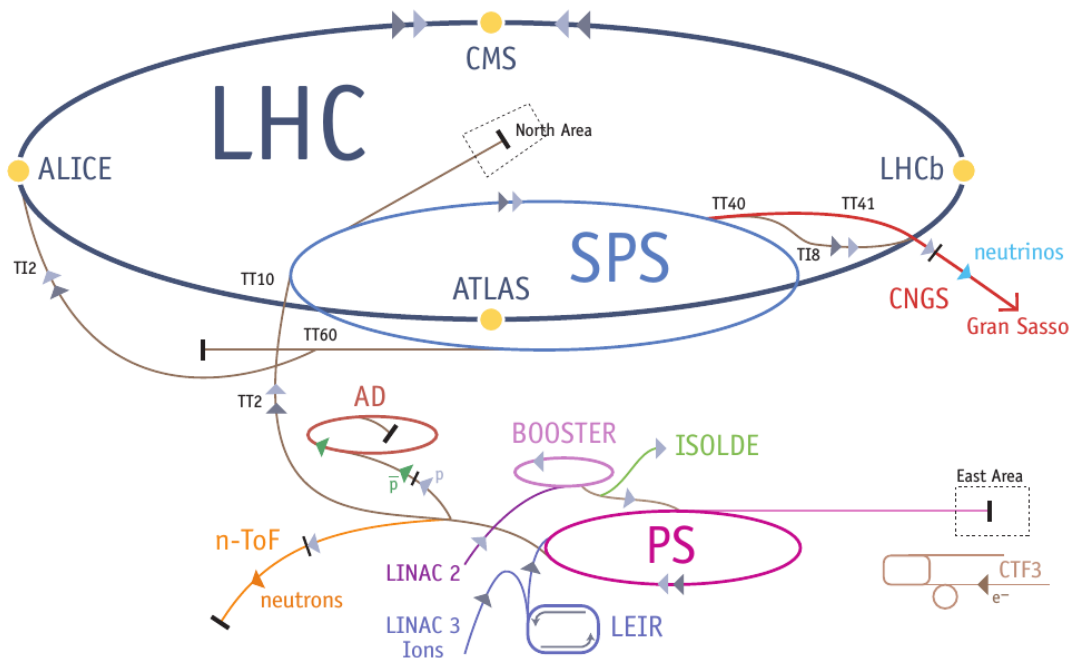 CMS
LHC
North Area
ALICE
LHCb
TT40
TT41
SPS
TI8
TI2
TT10
neutrinos
ATLAS
CNGS
Gran Sasso
TT60
TT2
AD
BOOSTER
ISOLDE
p̅
p
East Area
n-ToF
PS
LINAC 2
CTF3
neutrons
e⁻
LINAC 3
Ions
LEIR